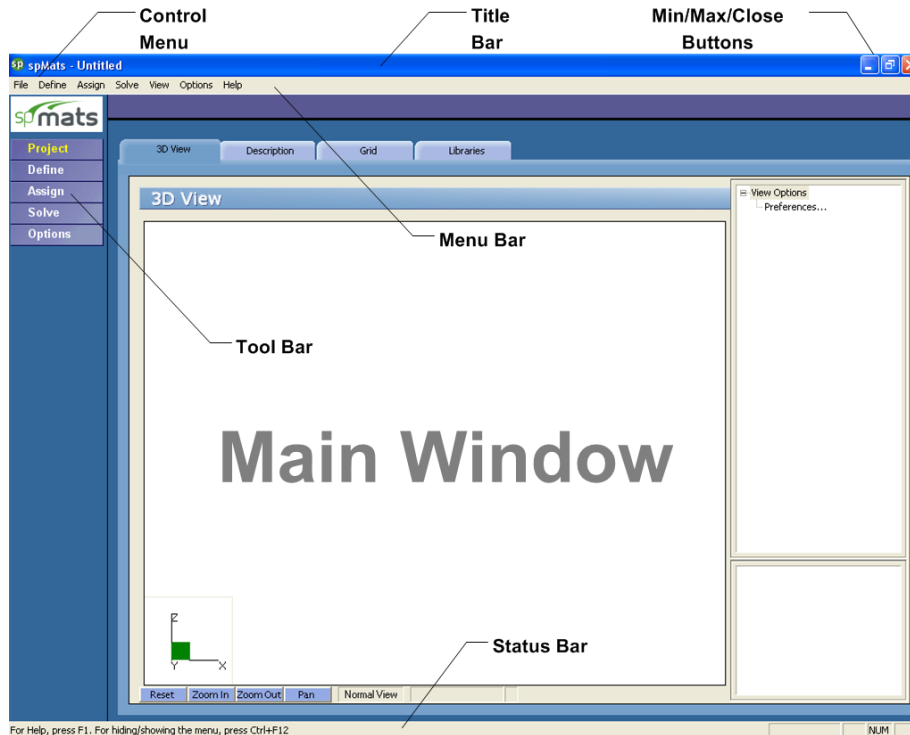 Control Menu
Title Bar
Min/Max/Close Buttons
sp spMats - Untitled
File Define Assign Solve View Options Help
spmats
Project
Define
Assign
Solve
Options
3D View Description Grid Libraries
3D View
View Options
Preferences...
Menu Bar
Tool Bar
Main Window
Z
Y X
Status Bar
Reset Zoom In Zoom Out Pan Normal View
For Help, press F1. For hiding/showing the menu, press Ctrl+F12
NUM